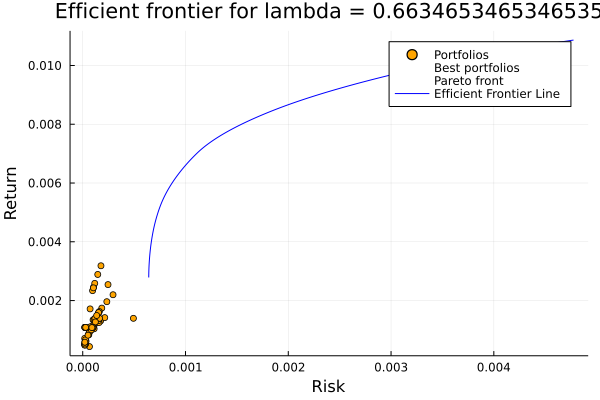 Efficient frontier for lambda = 0.6634653465346535
0.010
0.008
0.006
0.004
0.002
Return
Portfolios
Best portfolios
Pareto front
Efficient Frontier Line
0.000
0.001
0.002
0.003
0.004
Risk